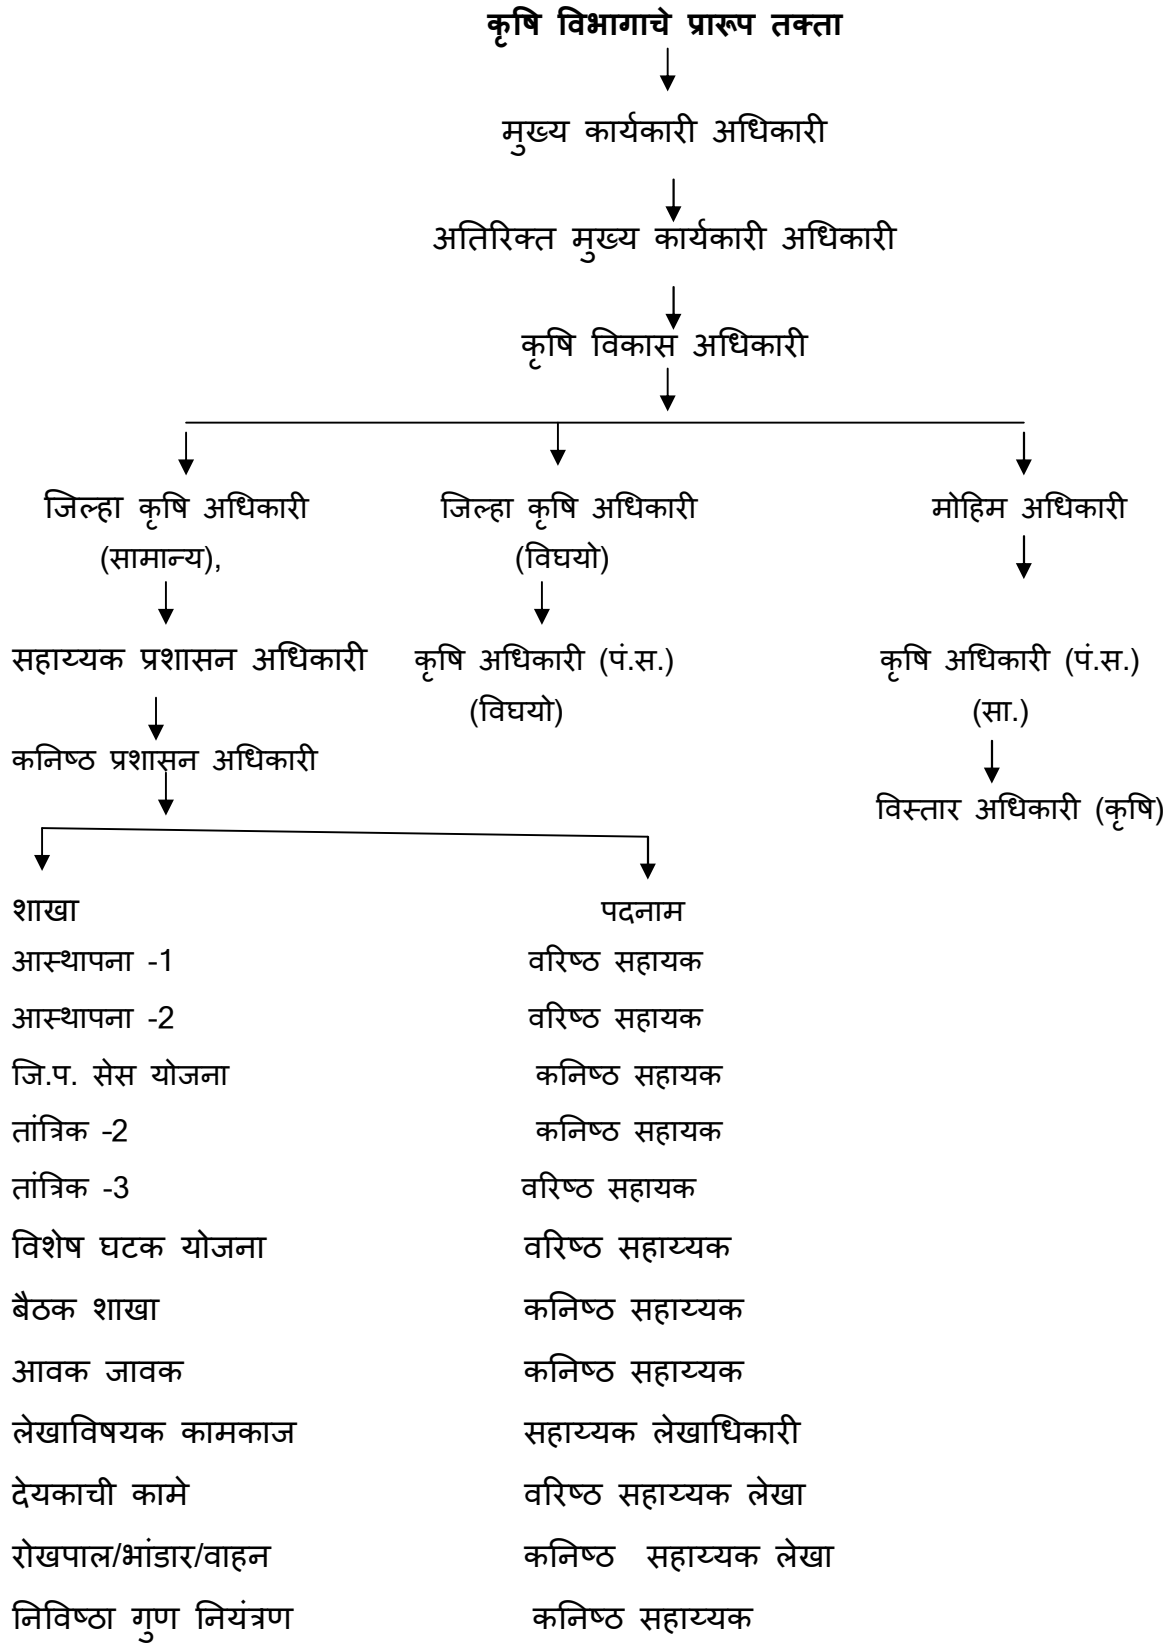 कृषि विभागाचे प्रारूप तक्ता
मुख्य कार्यकारी अधिकारी
अतिरिक्त मुख्य कार्यकारी अधिकारी
कृषि विकास अधिकारी
जिल्हा कृषि अधिकारी जिल्हा कृषि अधिकारी मोहिम अधिकारी
(सामान्य), (विघयो)
सहाय्यक प्रशासन अधिकारी कृषि अधिकारी (पं.स.) कृषि अधिकारी (पं.स.)
(विघयो) (सा.)
कनिष्ठ प्रशासन अधिकारी
विस्तार अधिकारी (कृषि)
शाखा पदनाम
आस्थापना -1 वरिष्ठ सहायक
आस्थापना -2 वरिष्ठ सहायक
जि.प. सेस योजना कनिष्ठ सहायक
तांत्रिक -2 कनिष्ठ सहायक
तांत्रिक -3 वरिष्ठ सहायक
विशेष घटक योजना वरिष्ठ सहाय्यक
बैठक शाखा कनिष्ठ सहाय्यक
आवक जावक कनिष्ठ सहाय्यक
लेखाविषयक कामकाज सहाय्यक लेखाधिकारी
देयकाची कामे वरिष्ठ सहाय्यक लेखा
रोखपाल/भांडार/वाहन कनिष्ठ सहाय्यक लेखा
निविष्ठा गुण नियंत्रण कनिष्ठ सहाय्यक